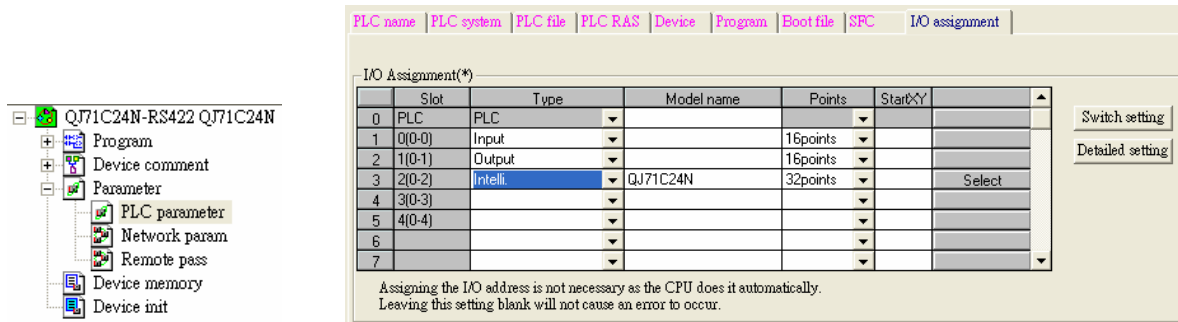 QJ71C24N-RS422 QJ71C24N
Program
Device comment
Parameter
PLC parameter
Network param
Remote pass
Device memory
Device init
PLC name PLC system PLC file PLC RAS Device Program Boot file SFC I/O assignment
I/O Assignment(*)
Slot Type Model name Points StartXY
0 PLC PLC
1 0(0-0) Input 16points
2 1(0-1) Output 16points
3 2(0-2) Intelli. QJ71C24N 32points Select
4 3(0-3)
5 4(0-4)
6
7
Switch setting
Detailed setting
Assigning the I/O address is not necessary as the CPU does it automatically.
Leaving this setting blank will not cause an error to occur.